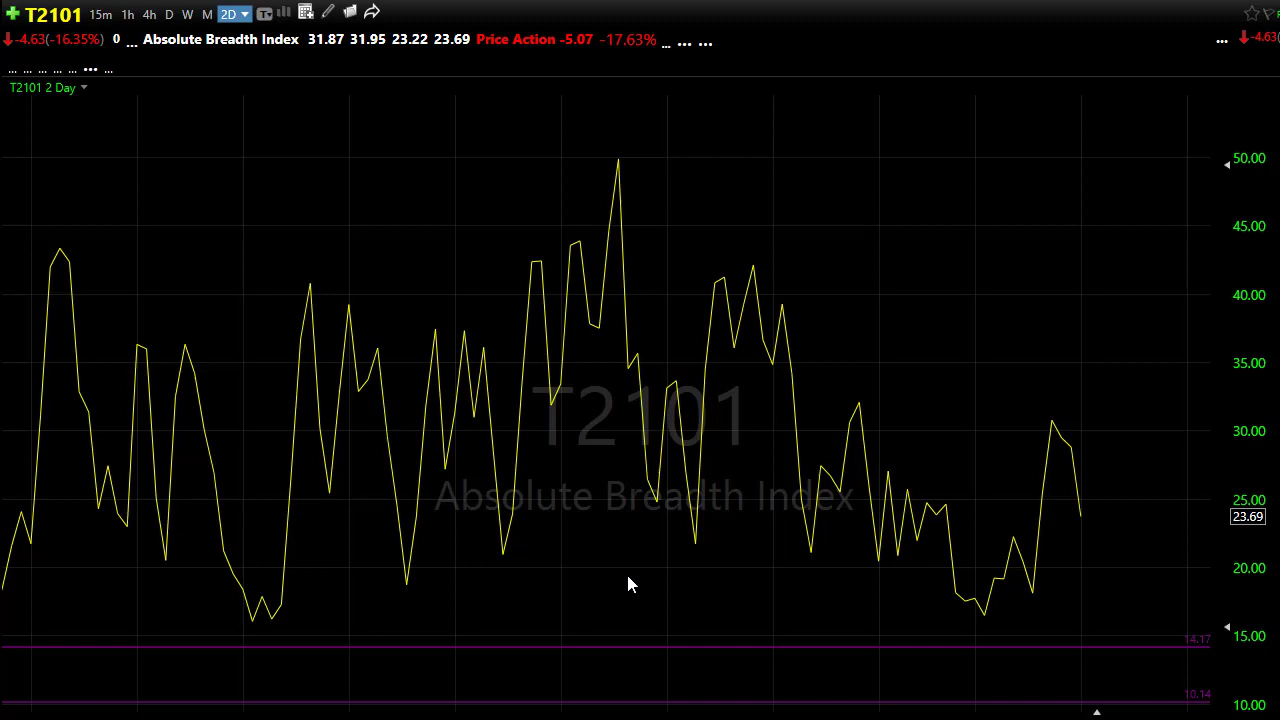 T2101 15m 1h 4h D W M 2D
-4.63(-16.35%) 0 ... Absolute Breadth Index 31.87 31.95 23.22 23.69 Price Action -5.07 -17.63% ... ... ... ... -4.63(
... ... ... ... ... ... ...
T2101 2 Day
50.00
45.00
40.00
35.00
T2101
30.00
Absolute Breadth Index
25.00
23.69
20.00
14.17
15.00
10.14
10.00